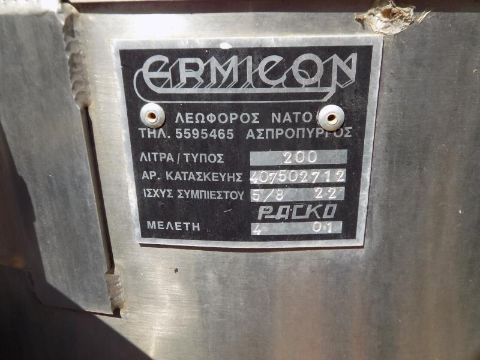 ERMICON
ΛΕΩΦΟΡΟΣ ΝΑΤΟ
ΤΗΛ. 5595465 ΑΣΠΡΟΠΥΡΓΟΣ
ΛΙΤΡΑ/ΤΥΠΟΣ 200
ΑΡ. ΚΑΤΑΣΚΕΥΗΣ 407502712
ΙΣΧΥΣ ΣΥΜΠΙΕΣΤΟΥ 5/8 22
PACKO
ΜΕΛΕΤΗ 4 01